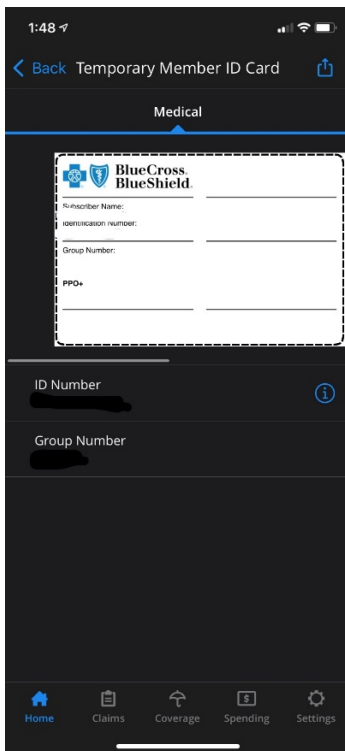 1:48
Back Temporary Member ID Card
Medical
BlueCross
BlueShield.
Subscriber Name:
Identification Number:
Group Number:
PPO+
ID Number
Group Number
Home Claims Coverage Spending Settings